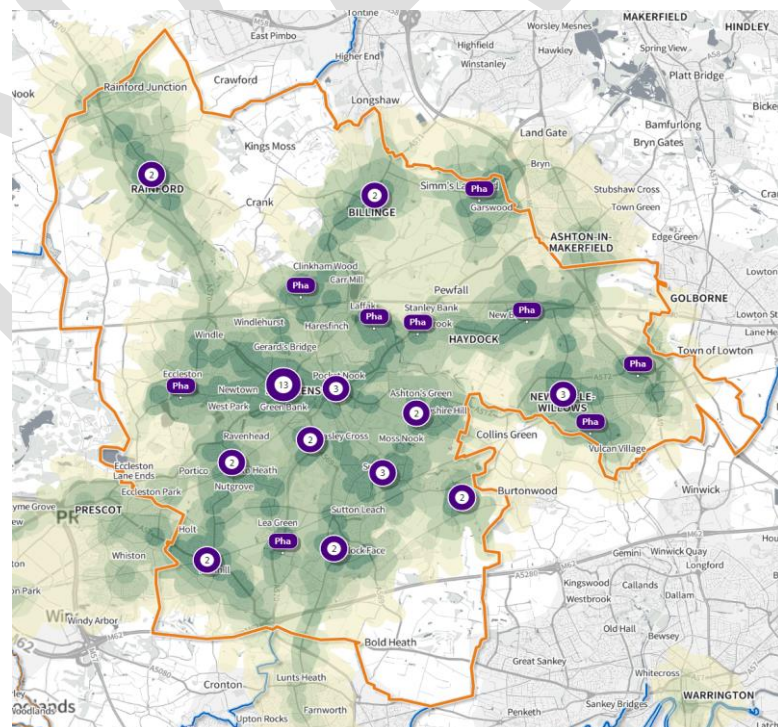 Tontine
East Pimbo
Higher End
Worsley Mesnes
Highfield
Hawkley
Winstanley
MAKERFIELD
HINDLEY
Spring View
Platt Bridge
Rainford Junction
Crawford
Longshaw
Bamfurlong
Bryn Gates
Kings Moss
Land Gate
Bryn
2
RAINFORD
2
BILLINGE
Pha
Garswood
Stubshaw Cross
Town Green
Crank
ASHTON-IN-
MAKERFIELD
Edge Green
Clinkham Wood
Carr Mill
Pha
Pewfall
GOLBORNE
Windlehurst
Haresfinch
Pha
Stanley Bank
Pha
Pha
Windle
HAYDOCK
Gerard's Bridge
Town of Lowton
Pha
Eccleston
Pha
Newtown
13
3
West Park
Green Bank
Ashton's Green
2
3
WILLOWS
Pha
Ravenhead
2
Moss Nook
Collins Green
Vulcan Village
Eccleston
Lane Ends
Portico
2
Nutgrove
3
Eccleston Park
2
Burtonwood
Winwick
PRESCOT
Sutton Leach
Holt
Lea Green
Pha
2
Whiston
2
Gemini
Winwick Quay
Longford
A5280
Kingswood
Callands
Westbrook
Dallam
Windy Arbor
M62
M62
Old Hall
Bewsey
Bold Heath
Great Sankey
A5080
Cronton
Whitecross
Lunts Heath
WARRINGTON
Farnworth
Upton Rocks
Penketh
Sankey Bridges